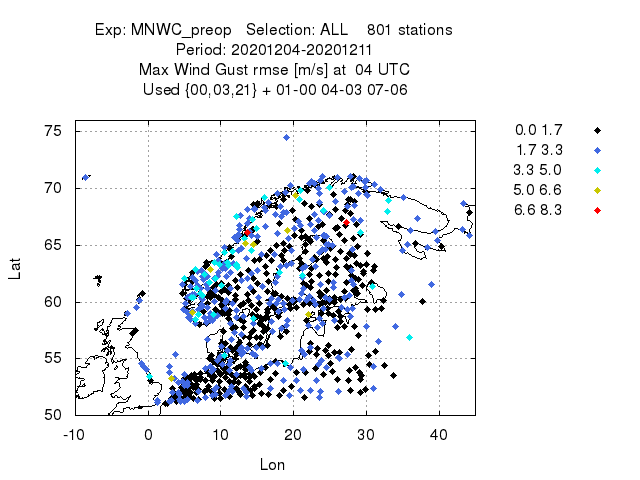 Exp: MNWC_preop Selection: ALL 801 stations
Period: 20201204-20201211
Max Wind Gust rmse [m/s] at 04 UTC
Used {00,03,21} + 01-00 04-03 07-06
75
70
65
60
55
50
-10 0 10 20 30 40
Lat
Lon
0.0 1.7
1.7 3.3
3.3 5.0
5.0 6.6
6.6 8.3